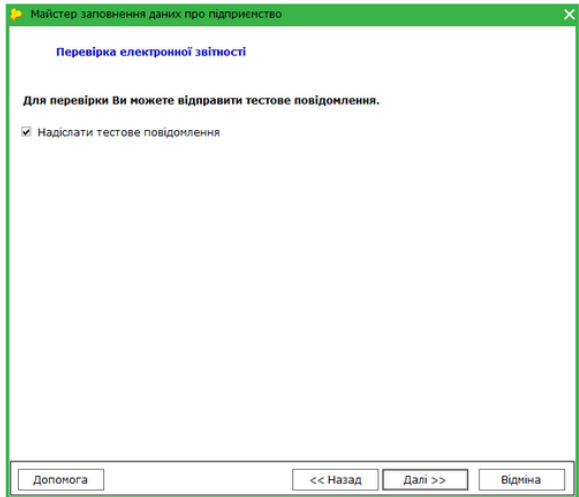 Майстер заповнення даних про підприємство
Перевірка електронної звітності
Для перевірки Ви можете відправити тестове повідомлення.
Надіслати тестове повідомлення
Допомога
<< Назад
Далі >>
Відміна